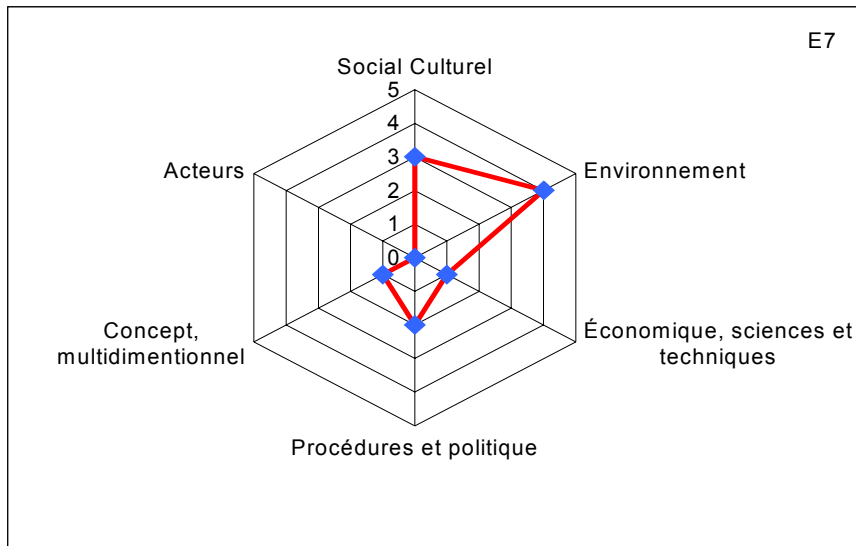 E7
Social Culturel
5
4
3
2
1
0
Acteurs
Environnement
Concept,
multidimentionnel
Économique, sciences et
techniques
Procédures et politique